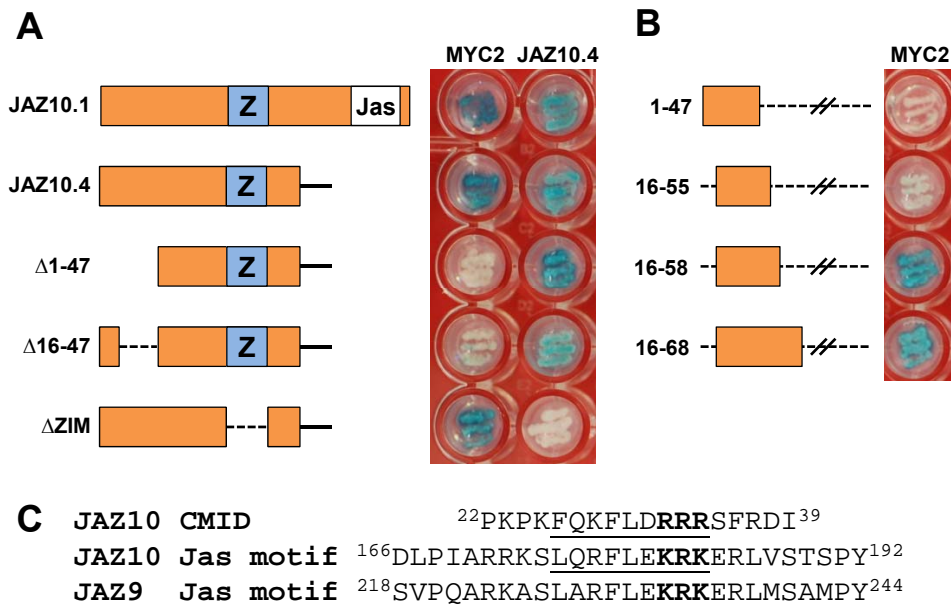 A
MYC2 JAZ10.4
JAZ10.1 Z Jas
JAZ10.4 Z
Δ1-47 Z
Δ16-47 Z
ΔZIM
B
MYC2
1-47
16-55
16-58
16-68
C JAZ10 CMID ²²PKPKFQKFLDRRRSFRDI³⁹
JAZ10 Jas motif ¹⁶⁶DLPIARRKSLQRFLEKRKERLVSTSPY¹⁹²
JAZ9 Jas motif ²¹⁸SVPQARKASLARFLEKRKERLMSAMPY²⁴⁴